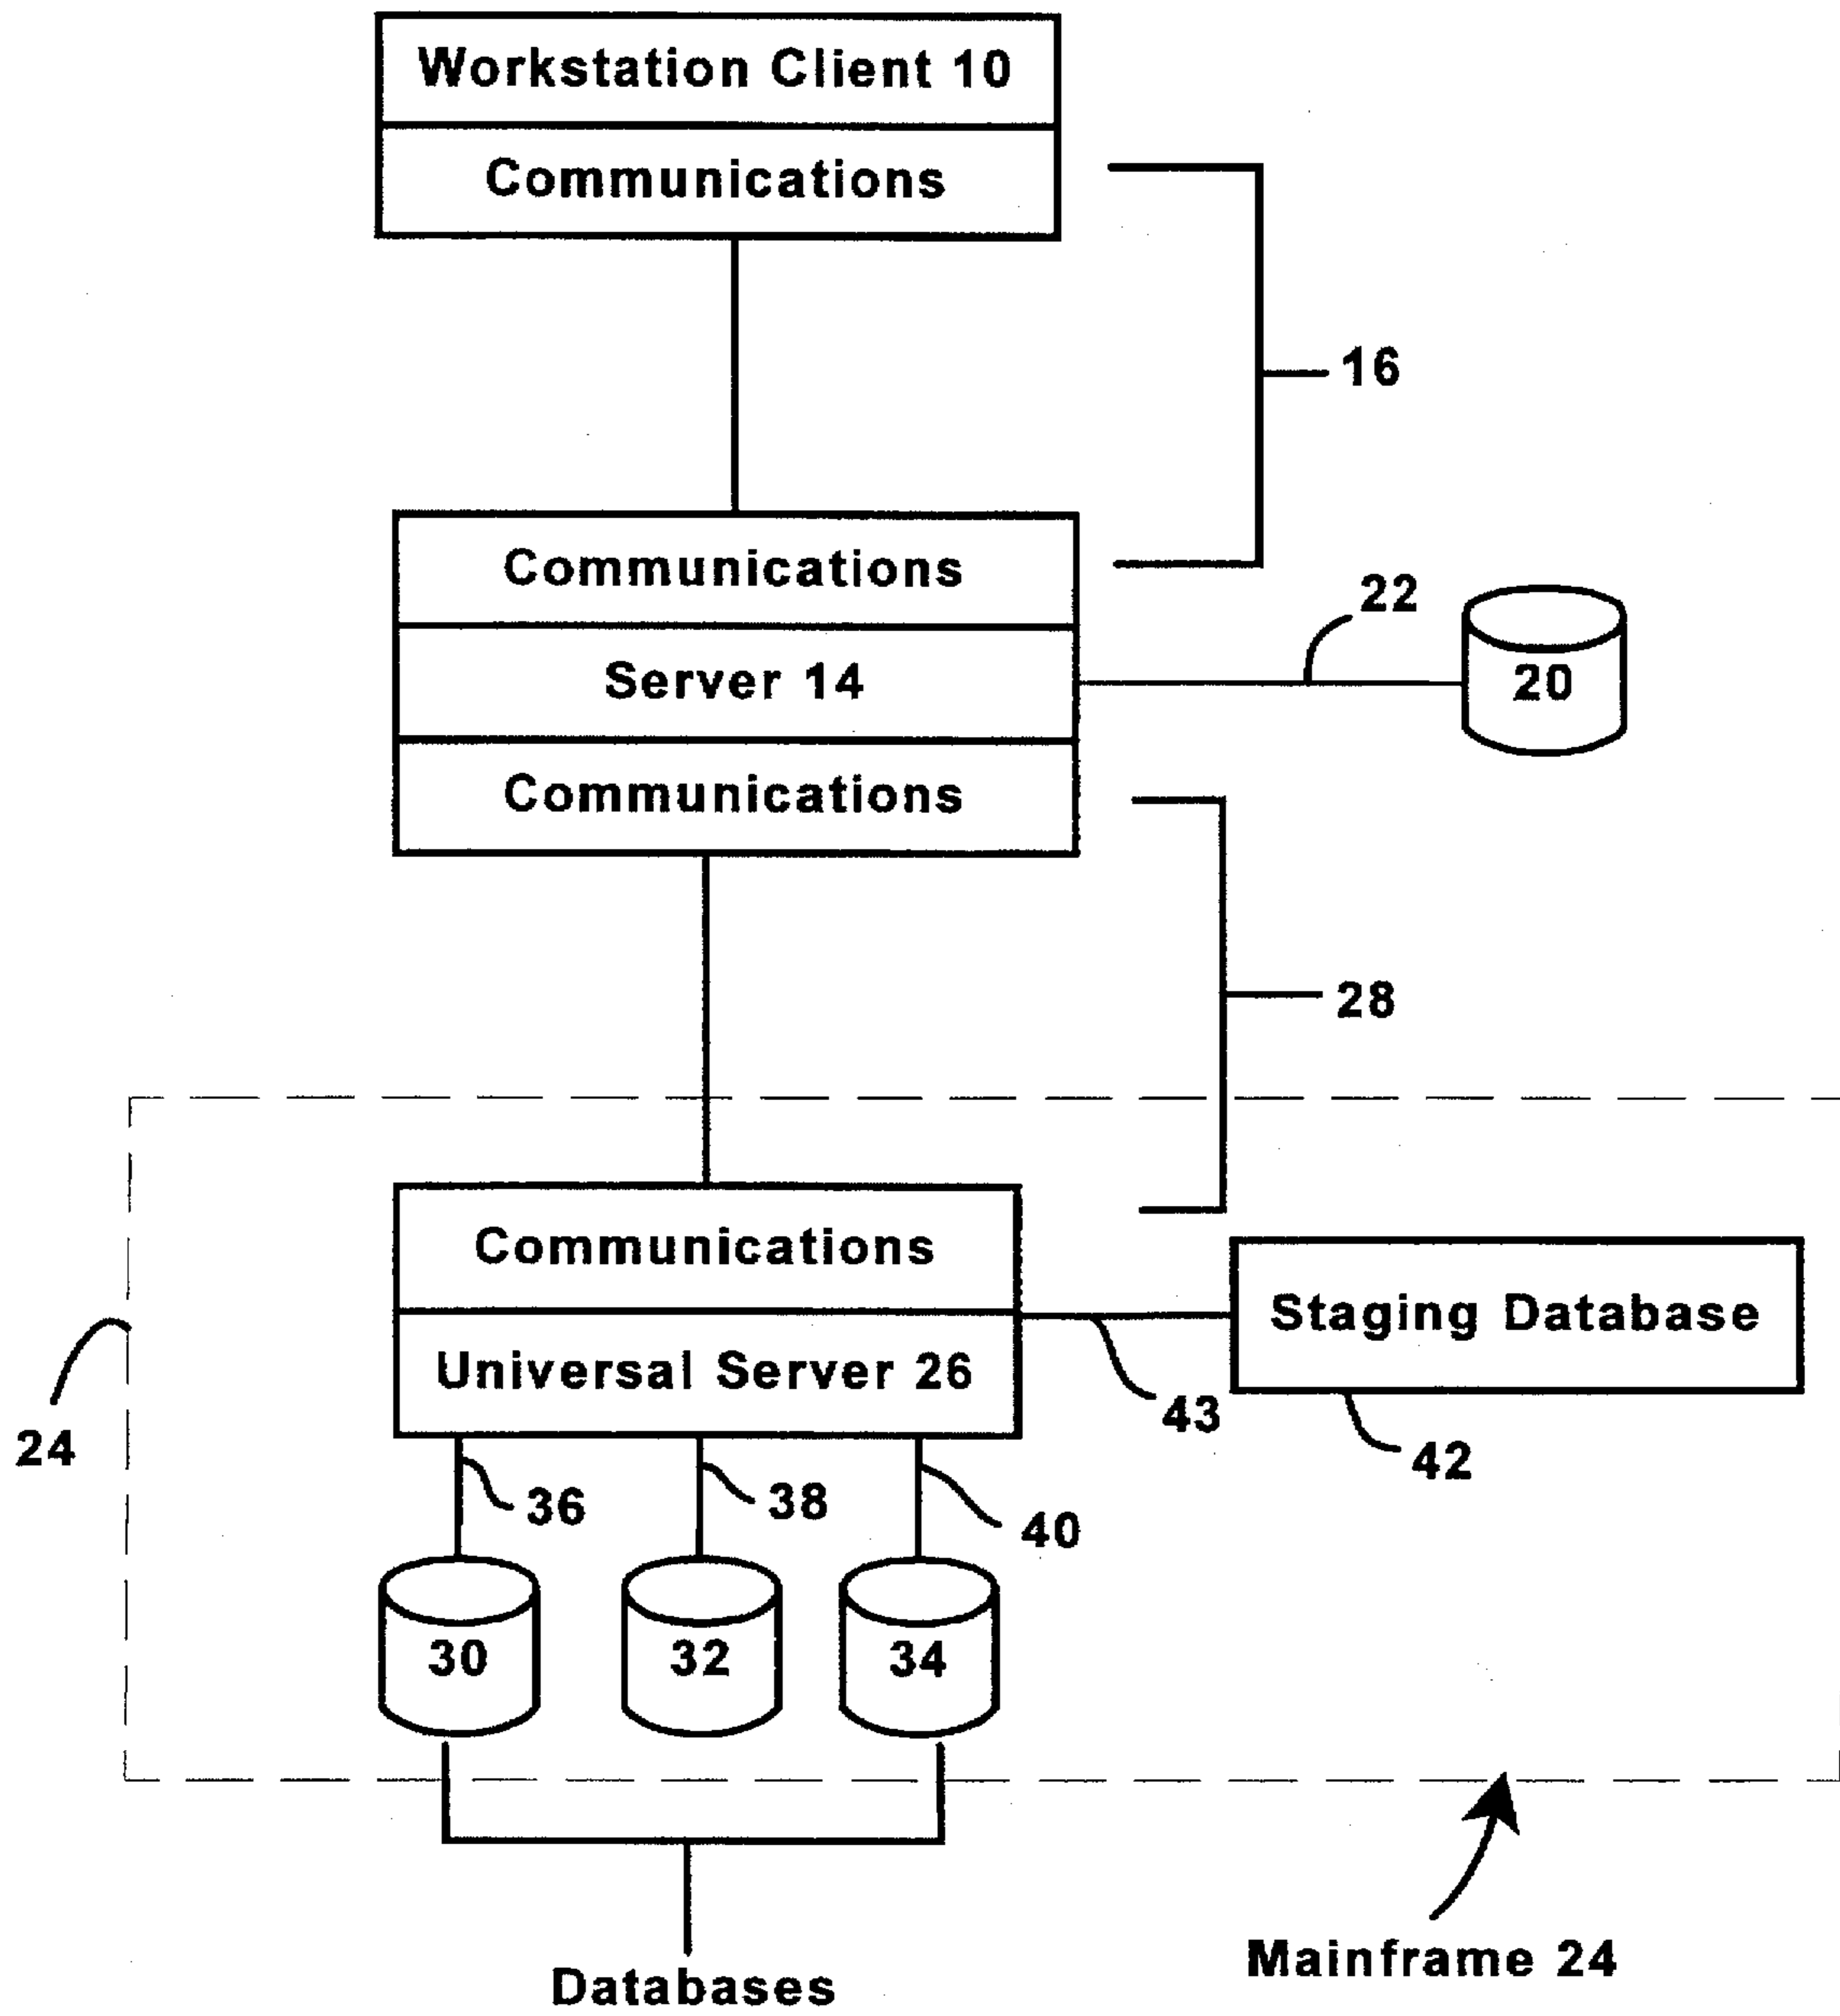 Workstation Client 10
Communications
16
Communications
22
Server 14
20
Communications
28
Communications
Staging Database
Universal Server 26
43
24
42
36
38
40
30
32
34
Mainframe 24
Databases